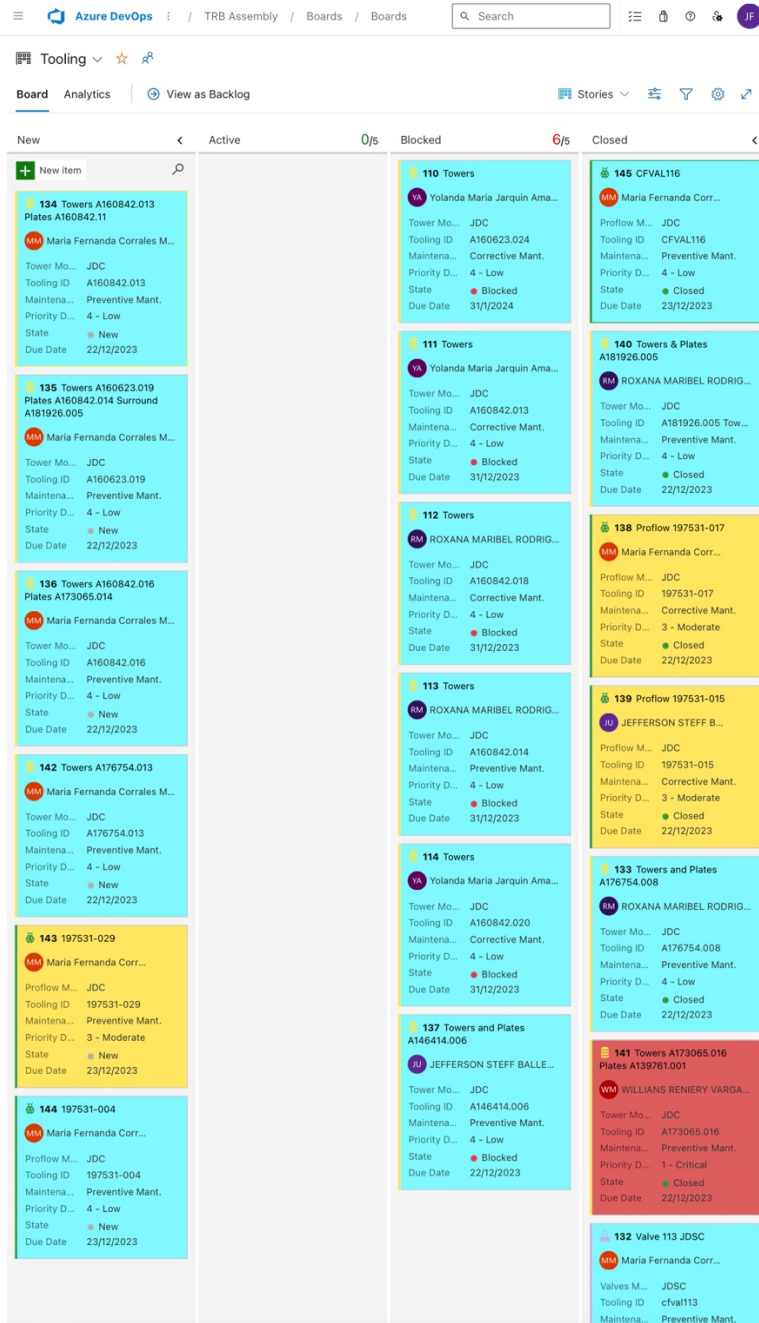 Azure DevOps / TRB Assembly / Boards / Boards
Search
JF
Tooling
Board Analytics View as Backlog Stories
New
New item
134 Towers A160842.013
Plates A160842.11
MM Maria Fernanda Corrales M...
Tower Mo... JDC
Tooling ID A160842.013
Maintena... Preventive Mant.
Priority D... 4 - Low
State New
Due Date 22/12/2023
135 Towers A160623.019
Plates A160842.014 Surround
A181926.005
MM Maria Fernanda Corrales M...
Tower Mo... JDC
Tooling ID A160623.019
Maintena... Preventive Mant.
Priority D... 4 - Low
State New
Due Date 22/12/2023
136 Towers A160842.016
Plates A173065.014
MM Maria Fernanda Corrales M...
Tower Mo... JDC
Tooling ID A160842.016
Maintena... Preventive Mant.
Priority D... 4 - Low
State New
Due Date 22/12/2023
142 Towers A176754.013
MM Maria Fernanda Corrales M...
Tower Mo... JDC
Tooling ID A176754.013
Maintena... Preventive Mant.
Priority D... 4 - Low
State New
Due Date 22/12/2023
143 197531-029
MM Maria Fernanda Corr...
Proflow M... JDC
Tooling ID 197531-029
Maintena... Preventive Mant.
Priority D... 3 - Moderate
State New
Due Date 23/12/2023
144 197531-004
MM Maria Fernanda Corr...
Proflow M... JDC
Tooling ID 197531-004
Maintena... Preventive Mant.
Priority D... 4 - Low
State New
Due Date 23/12/2023
Active 0/5
Blocked 6/5
110 Towers
YA Yolanda Maria Jarquin Ama...
Tower Mo... JDC
Tooling ID A160623.024
Maintena... Corrective Mant.
Priority D... 4 - Low
State Blocked
Due Date 31/1/2024
111 Towers
YA Yolanda Maria Jarquin Ama...
Tower Mo... JDC
Tooling ID A160842.013
Maintena... Corrective Mant.
Priority D... 4 - Low
State Blocked
Due Date 31/12/2023
112 Towers
RM ROXANA MARIBEL RODRIG...
Tower Mo... JDC
Tooling ID A160842.018
Maintena... Corrective Mant.
Priority D... 4 - Low
State Blocked
Due Date 31/12/2023
113 Towers
RM ROXANA MARIBEL RODRIG...
Tower Mo... JDC
Tooling ID A160842.014
Maintena... Preventive Mant.
Priority D... 4 - Low
State Blocked
Due Date 31/12/2023
114 Towers
YA Yolanda Maria Jarquin Ama...
Tower Mo... JDC
Tooling ID A160842.020
Maintena... Corrective Mant.
Priority D... 4 - Low
State Blocked
Due Date 31/12/2023
137 Towers and Plates
A146414.006
JU JEFFERSON STEFF BALLE...
Tower Mo... JDC
Tooling ID A146414.006
Maintena... Preventive Mant.
Priority D... 4 - Low
State Blocked
Due Date 22/12/2023
Closed
145 CFVAL116
MM Maria Fernanda Corr...
Proflow M... JDC
Tooling ID CFVAL116
Maintena... Preventive Mant.
Priority D... 4 - Low
State Closed
Due Date 23/12/2023
140 Towers & Plates
A181926.005
RM ROXANA MARIBEL RODRIG...
Tower Mo... JDC
Tooling ID A181926.005 Tow...
Maintena... Preventive Mant.
Priority D... 4 - Low
State Closed
Due Date 22/12/2023
138 Proflow 197531-017
MM Maria Fernanda Corr...
Proflow M... JDC
Tooling ID 197531-017
Maintena... Corrective Mant.
Priority D... 3 - Moderate
State Closed
Due Date 22/12/2023
139 Proflow 197531-015
JU JEFFERSON STEFF B...
Proflow M... JDC
Tooling ID 197531-015
Maintena... Corrective Mant.
Priority D... 3 - Moderate
State Closed
Due Date 22/12/2023
133 Towers and Plates
A176754.008
RM ROXANA MARIBEL RODRIG...
Tower Mo... JDC
Tooling ID A176754.008
Maintena... Preventive Mant.
Priority D... 4 - Low
State Closed
Due Date 22/12/2023
141 Towers A173065.016
Plates A139761.001
WM WILLIANS RENIERY VARGA...
Tower Mo... JDC
Tooling ID A173065.016
Maintena... Preventive Mant.
Priority D... 1 - Critical
State Closed
Due Date 22/12/2023
132 Valve 113 JDSC
MM Maria Fernanda Corr...
Valves M... JDSC
Tooling ID cfval113
Maintena... Preventive Mant.